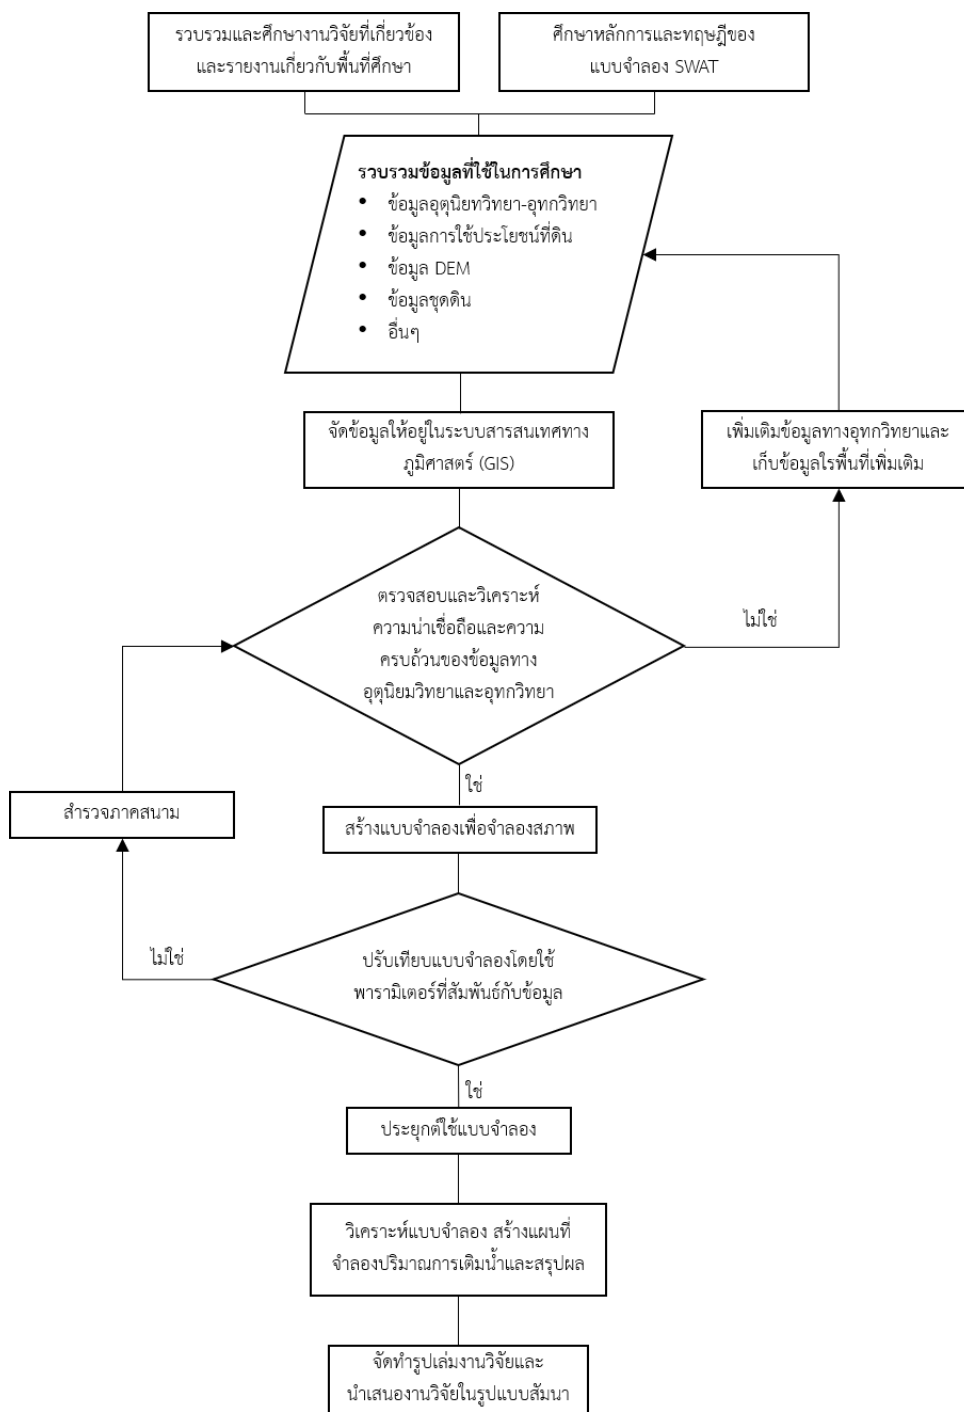 รวบรวมและศึกษางานวิจัยที่เกี่ยวข้อง
และรายงานเกี่ยวกับพื้นที่ศึกษา
ศึกษาหลักการและทฤษฎีของ
แบบจำลอง SWAT
รวบรวมข้อมูลที่ใช้ในการศึกษา
• ข้อมูลอุตุนิยทวิทยา-อุทกวิทยา
• ข้อมูลการใช้ประโยชน์ที่ดิน
• ข้อมูล DEM
• ข้อมูลชุดดิน
• อื่นๆ
จัดข้อมูลให้อยู่ในระบบสารสนเทศทาง
ภูมิศาสตร์ (GIS)
เพิ่มเติมข้อมูลทางอุทกวิทยาและ
เก็บข้อมูลใรพื้นที่เพิ่มเติม
ตรวจสอบและวิเคราะห์
ความน่าเชื่อถือและความ
ครบถ้วนของข้อมูลทาง
อุตุนิยมวิทยาและอุทกวิทยา
ไม่ใช่
ใช่
สำรวจภาคสนาม
สร้างแบบจำลองเพื่อจำลองสภาพ
ไม่ใช่
ปรับเทียบแบบจำลองโดยใช้
พารามิเตอร์ที่สัมพันธ์กับข้อมูล
ใช่
ประยุกต์ใช้แบบจำลอง
วิเคราะห์แบบจำลอง สร้างแผนที่
จำลองปริมาณการเติมน้ำและสรุปผล
จัดทำรูปเล่มงานวิจัยและ
นำเสนองานวิจัยในรูปแบบสัมนา